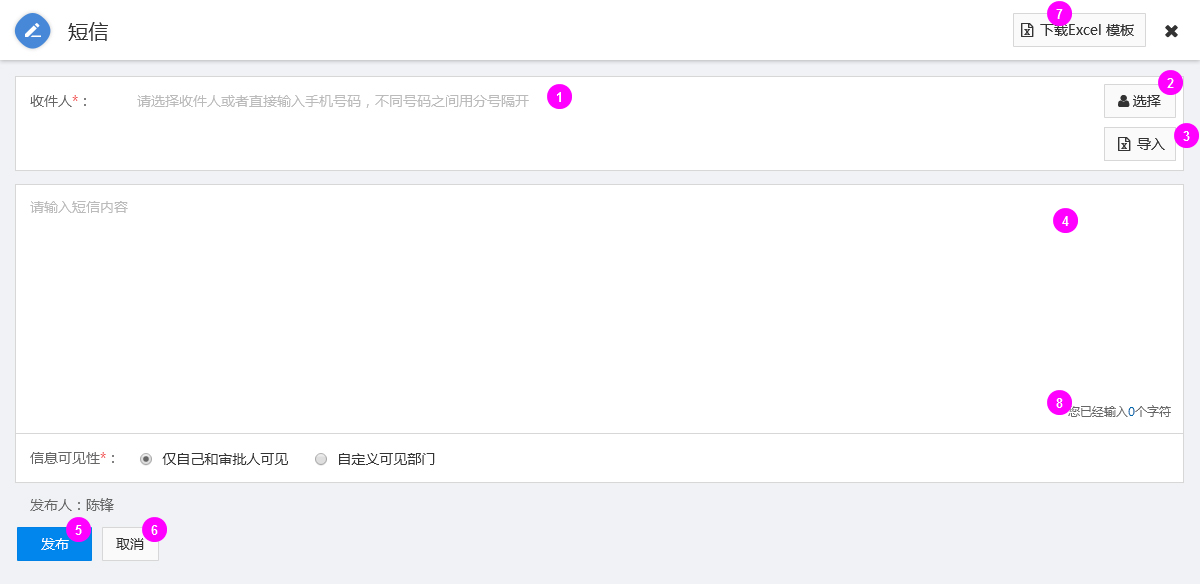 短信
7
下载Excel 模板
收件人*：
请选择收件人或者直接输入手机号码，不同号码之间用分号隔开
1
2
选择
3
导入
请输入短信内容
4
8
您已经输入0个字符
信息可见性*：
仅自己和审批人可见
自定义可见部门
发布人：陈锋
5
发布
6
取消